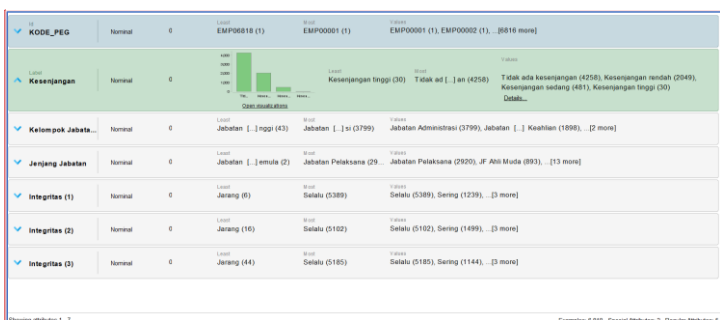 Id
KODE_PEG Nominal 0 Least EMP06818 (1) Most EMP00001 (1) Values EMP00001 (1), EMP00002 (1), ...[6816 more]
Label
Kesenjangan Nominal 0 Least Kesenjangan tinggi (30) Most Tidak ad [...] an (4258) Values Tidak ada kesenjangan (4258), Kesenjangan rendah (2049), Kesenjangan sedang (481), Kesenjangan tinggi (30)
Details...
Open visualizations
Kelompok Jabata... Nominal 0 Least Jabatan [...] nggi (43) Most Jabatan [...] si (3799) Values Jabatan Administrasi (3799), Jabatan [...] Keahlian (1898), ...[2 more]
Jenjang Jabatan Nominal 0 Least Jabatan [...] emula (2) Most Jabatan Pelaksana (29... Values Jabatan Pelaksana (2920), JF Ahli Muda (893), ...[13 more]
Integritas (1) Nominal 0 Least Jarang (6) Most Selalu (5389) Values Selalu (5389), Sering (1239), ...[3 more]
Integritas (2) Nominal 0 Least Jarang (16) Most Selalu (5102) Values Selalu (5102), Sering (1499), ...[3 more]
Integritas (3) Nominal 0 Least Jarang (44) Most Selalu (5185) Values Selalu (5185), Sering (1144), ...[3 more]